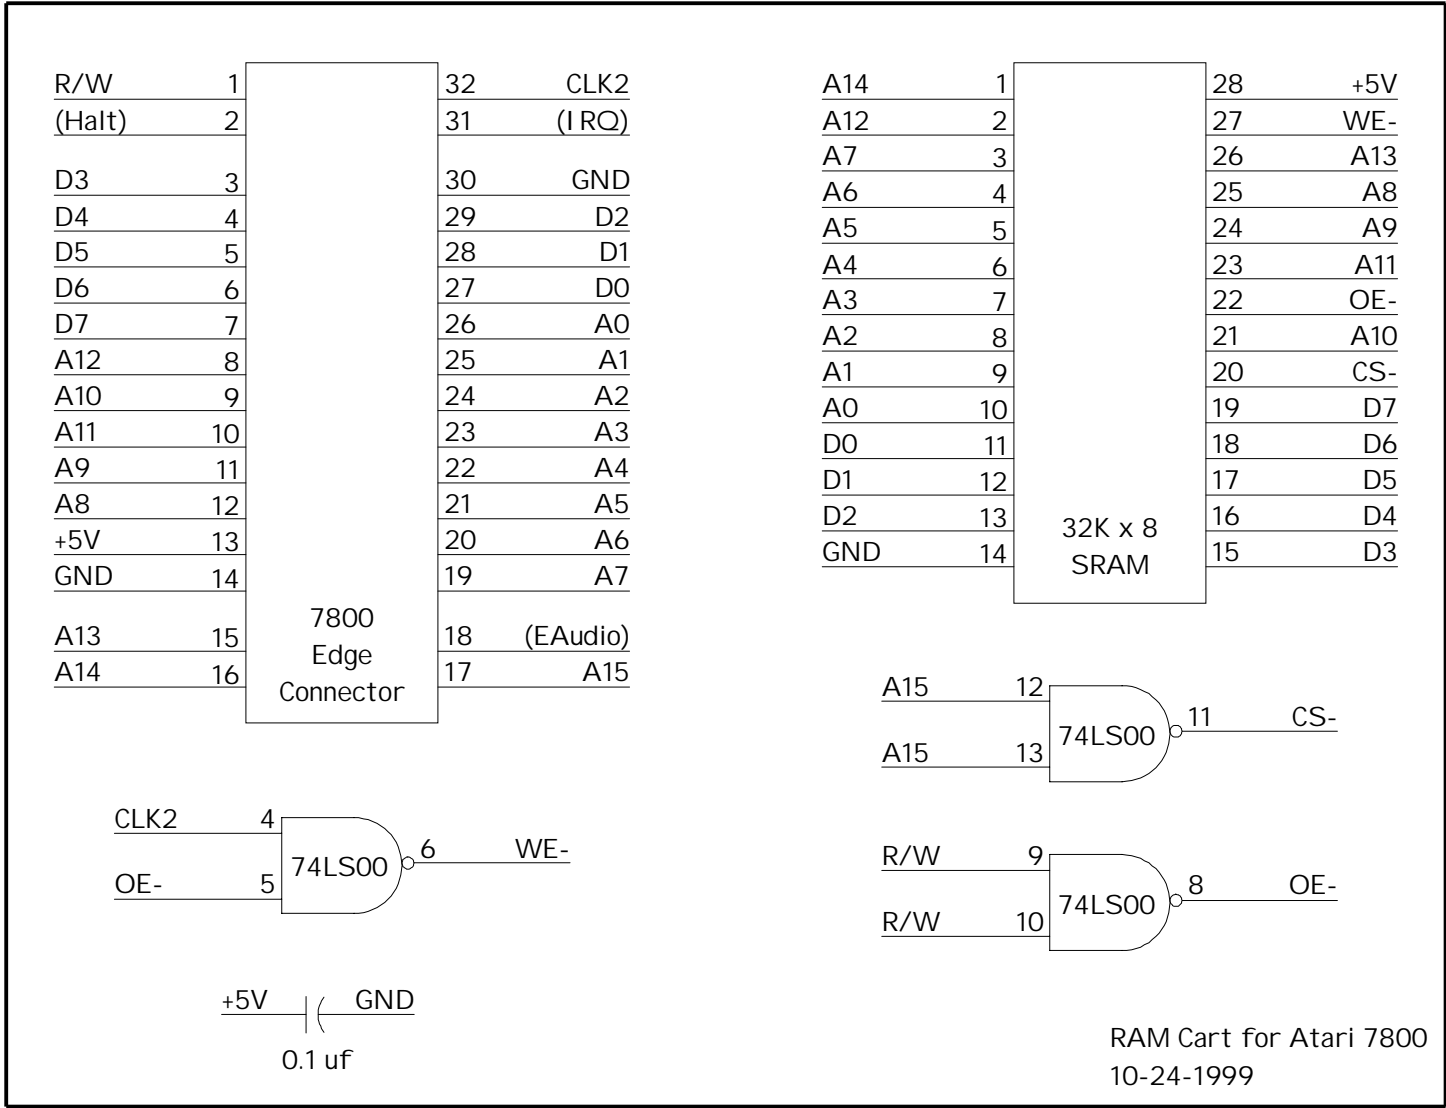 R/W 1 32 CLK2
(Halt) 2 31 (IRQ)
D3 3 30 GND
D4 4 29 D2
D5 5 28 D1
D6 6 27 D0
D7 7 26 A0
A12 8 25 A1
A10 9 24 A2
A11 10 23 A3
A9 11 22 A4
A8 12 21 A5
+5V 13 20 A6
GND 14 19 A7
A13 15 18 (EAudio)
A14 16 17 A15
7800
Edge
Connector
A14 1 28 +5V
A12 2 27 WE-
A7 3 26 A13
A6 4 25 A8
A5 5 24 A9
A4 6 23 A11
A3 7 22 OE-
A2 8 21 A10
A1 9 20 CS-
A0 10 19 D7
D0 11 18 D6
D1 12 17 D5
D2 13 16 D4
GND 14 15 D3
32K x 8
SRAM
A15 12
74LS00 11 CS-
A15 13
CLK2 4
74LS00 6 WE-
OE- 5
R/W 9
74LS00 8 OE-
R/W 10
+5V GND
0.1 uf
RAM Cart for Atari 7800
10-24-1999